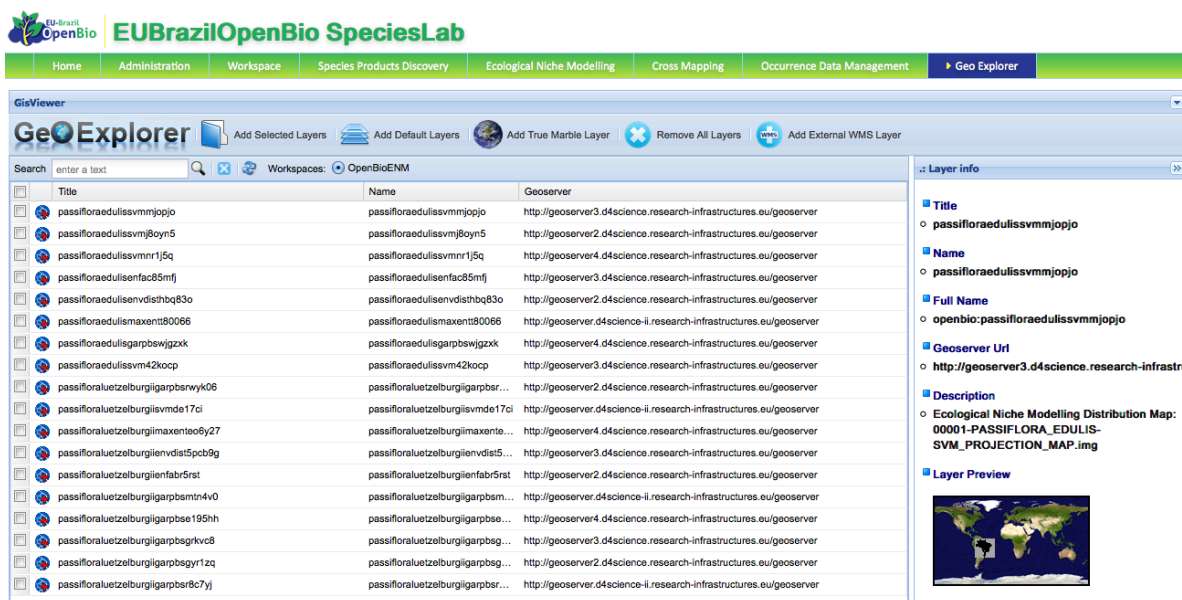 EU-Brazil
OpenBio
EUBrazilOpenBio SpeciesLab
Home Administration Workspace Species Products Discovery Ecological Niche Modelling Cross Mapping Occurrence Data Management Geo Explorer
GisViewer
GeoExplorer Add Selected Layers Add Default Layers Add True Marble Layer Remove All Layers WMS Add External WMS Layer
Search enter a text Workspaces: OpenBioENM
Title Name Geoserver
passifloraedulissvmmjopjo passifloraedulissvmmjopjo http://geoserver3.d4science.research-infrastructures.eu/geoserver
passifloraedulissvmj8oyn5 passifloraedulissvmj8oyn5 http://geoserver2.d4science.research-infrastructures.eu/geoserver
passifloraedulissvmnr1j5q passifloraedulissvmnr1j5q http://geoserver4.d4science.research-infrastructures.eu/geoserver
passifloraedulisenfac85mfj passifloraedulisenfac85mfj http://geoserver3.d4science.research-infrastructures.eu/geoserver
passifloraedulisenvdisthbq83o passifloraedulisenvdisthbq83o http://geoserver2.d4science.research-infrastructures.eu/geoserver
passifloraedulismaxentt80066 passifloraedulismaxentt80066 http://geoserver.d4science-ii.research-infrastructures.eu/geoserver
passifloraedulisgarpbswjgzxk passifloraedulisgarpbswjgzxk http://geoserver4.d4science.research-infrastructures.eu/geoserver
passifloraedulissvm42kocp passifloraedulissvm42kocp http://geoserver3.d4science.research-infrastructures.eu/geoserver
passifloraluetzelburgiigarpbsrwyk06 passifloraluetzelburgiigarpbsr... http://geoserver2.d4science.research-infrastructures.eu/geoserver
passifloraluetzelburgiisvmde17ci passifloraluetzelburgiisvmde17ci http://geoserver.d4science-ii.research-infrastructures.eu/geoserver
passifloraluetzelburgiimaxenteo6y27 passifloraluetzelburgiimaxente... http://geoserver4.d4science.research-infrastructures.eu/geoserver
passifloraluetzelburgiienvdist5pcb9g passifloraluetzelburgiienvdist5... http://geoserver3.d4science.research-infrastructures.eu/geoserver
passifloraluetzelburgiienfabr5rst passifloraluetzelburgiienfabr5rst http://geoserver2.d4science.research-infrastructures.eu/geoserver
passifloraluetzelburgiigarpbsmtn4v0 passifloraluetzelburgiigarpbsm... http://geoserver.d4science-ii.research-infrastructures.eu/geoserver
passifloraluetzelburgiigarpbse195hh passifloraluetzelburgiigarpbse... http://geoserver4.d4science.research-infrastructures.eu/geoserver
passifloraluetzelburgiigarpbsgrkvc8 passifloraluetzelburgiigarpbsg... http://geoserver3.d4science.research-infrastructures.eu/geoserver
passifloraluetzelburgiigarpbsgyr1zq passifloraluetzelburgiigarpbsg... http://geoserver2.d4science.research-infrastructures.eu/geoserver
passifloraluetzelburgiigarpbsr8c7yj passifloraluetzelburgiigarpbsr... http://geoserver.d4science-ii.research-infrastructures.eu/geoserver
.: Layer info
Title
passifloraedulissvmmjopjo
Name
passifloraedulissvmmjopjo
Full Name
openbio:passifloraedulissvmmjopjo
Geoserver Url
http://geoserver3.d4science.research-infrastr
Description
Ecological Niche Modelling Distribution Map:
00001-PASSIFLORA_EDULIS-
SVM_PROJECTION_MAP.img
Layer Preview